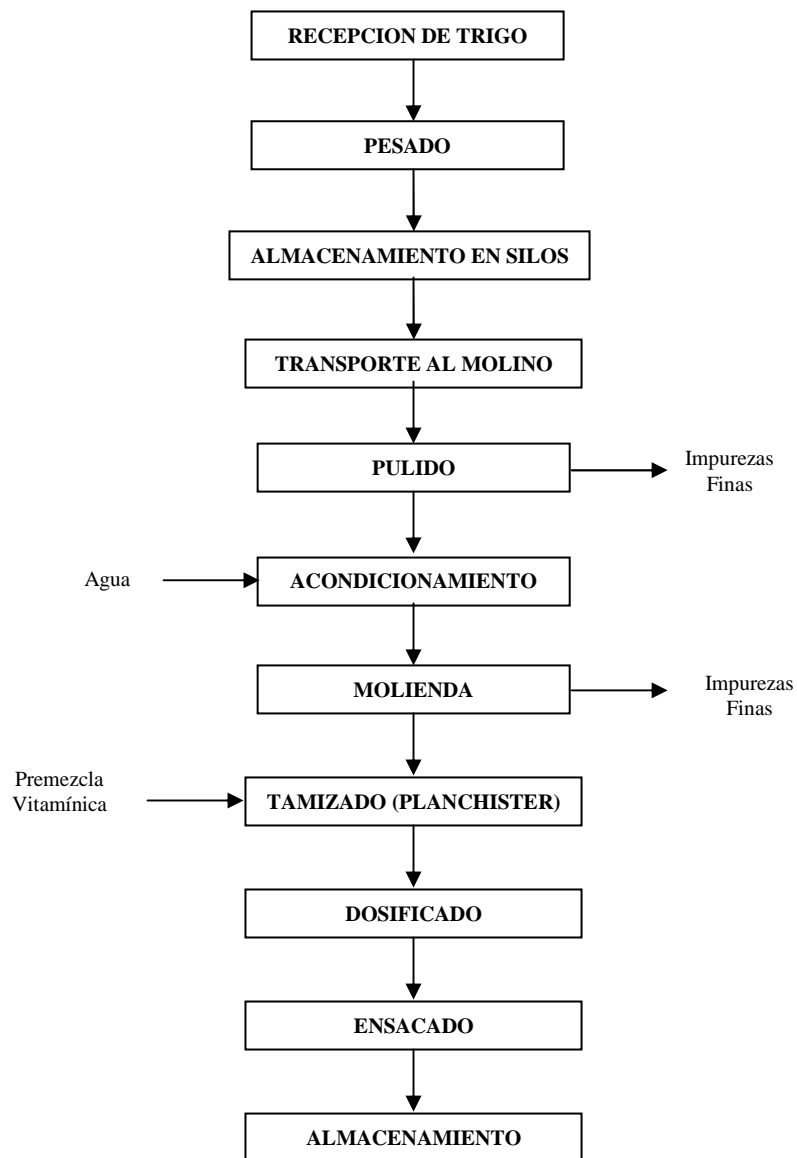 RECEPCION DE TRIGO
PESADO
ALMACENAMIENTO EN SILOS
TRANSPORTE AL MOLINO
PULIDO
Impurezas
Finas
Agua
ACONDICIONAMIENTO
MOLIENDA
Impurezas
Finas
Premezcla
Vitamínica
TAMIZADO (PLANCHISTER)
DOSIFICADO
ENSACADO
ALMACENAMIENTO